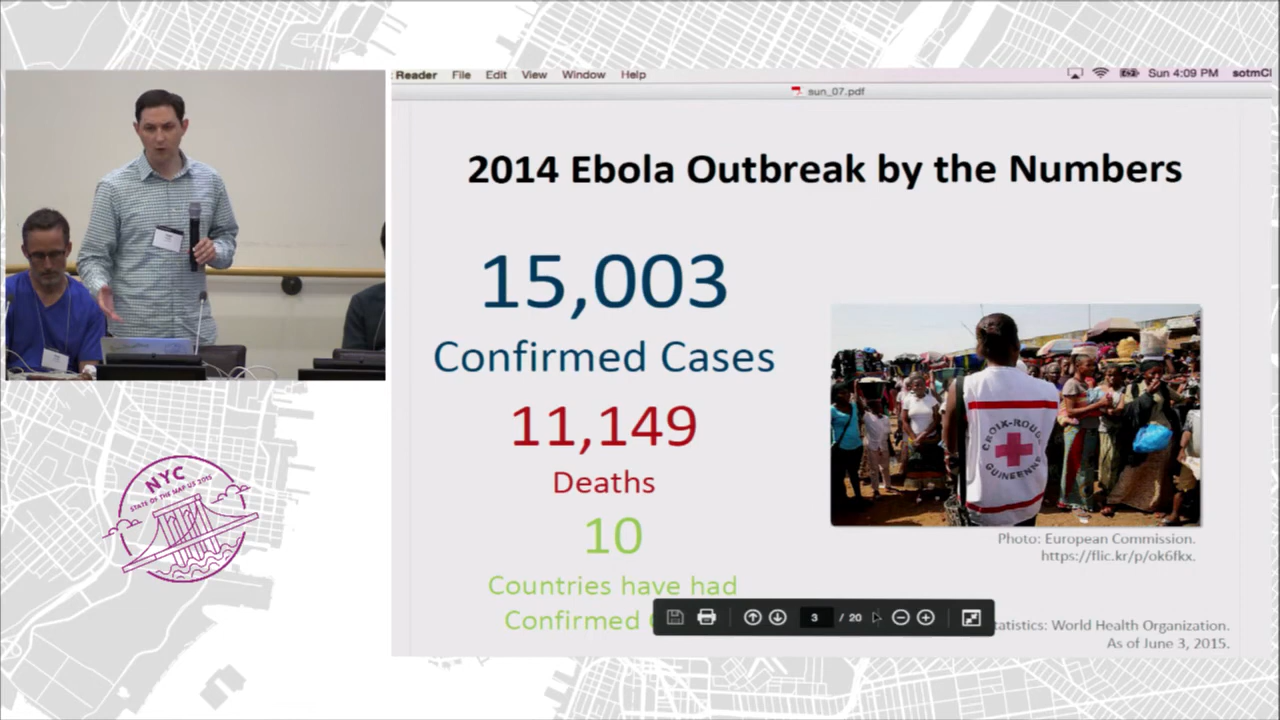 Reader File Edit View Window Help
Sun 4:09 PM sotmCl
sun_07.pdf
2014 Ebola Outbreak by the Numbers
15,003
Confirmed Cases
11,149
Deaths
10
Countries have had
Confirmed
CROIX-ROUG
GUINEENNE
Photo: European Commission.
https://flic.kr/p/ok6fkx.
3 / 20
tatistics: World Health Organization.
As of June 3, 2015.
NYC
STATE OF THE MAP US 2015